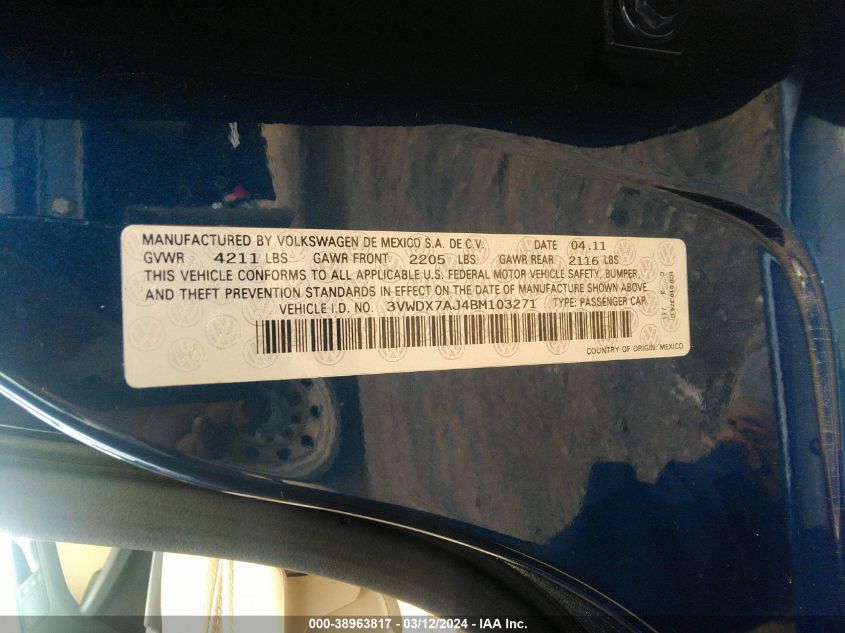 MANUFACTURED BY VOLKSWAGEN DE MEXICO S.A. DE C.V. DATE 04.11
GVWR 4211 LBS GAWR FRONT 2205 LBS GAWR REAR 2116 LBS
THIS VEHICLE CONFORMS TO ALL APPLICABLE U.S. FEDERAL MOTOR VEHICLE SAFETY, BUMPER,
AND THEFT PREVENTION STANDARDS IN EFFECT ON THE DATE OF MANUFACTURE SHOWN ABOVE.
VEHICLE I.D. NO. 3VWDX7AJ4BM103271 TYPE: PASSENGER CAR
COUNTRY OF ORIGIN: MEXICO
000-38963817 - 03/12/2024 - IAA Inc.